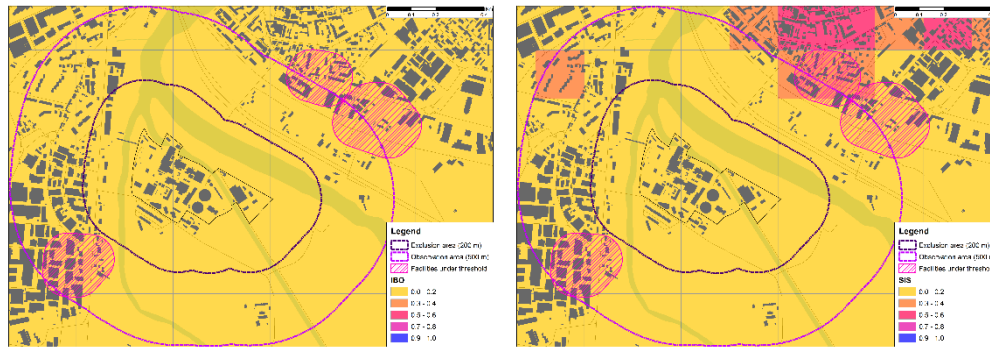 Legend
Exclusion area (200 m)
Observation area (500 m)
Facilities under threshold
IBO
0.0 - 0.2
0.3 - 0.4
0.5 - 0.6
0.7 - 0.8
0.9 - 1.0
Legend
Exclusion area (200 m)
Observation area (500 m)
Facilities under threshold
SIS
0.0 - 0.2
0.3 - 0.4
0.5 - 0.6
0.7 - 0.8
0.9 - 1.0